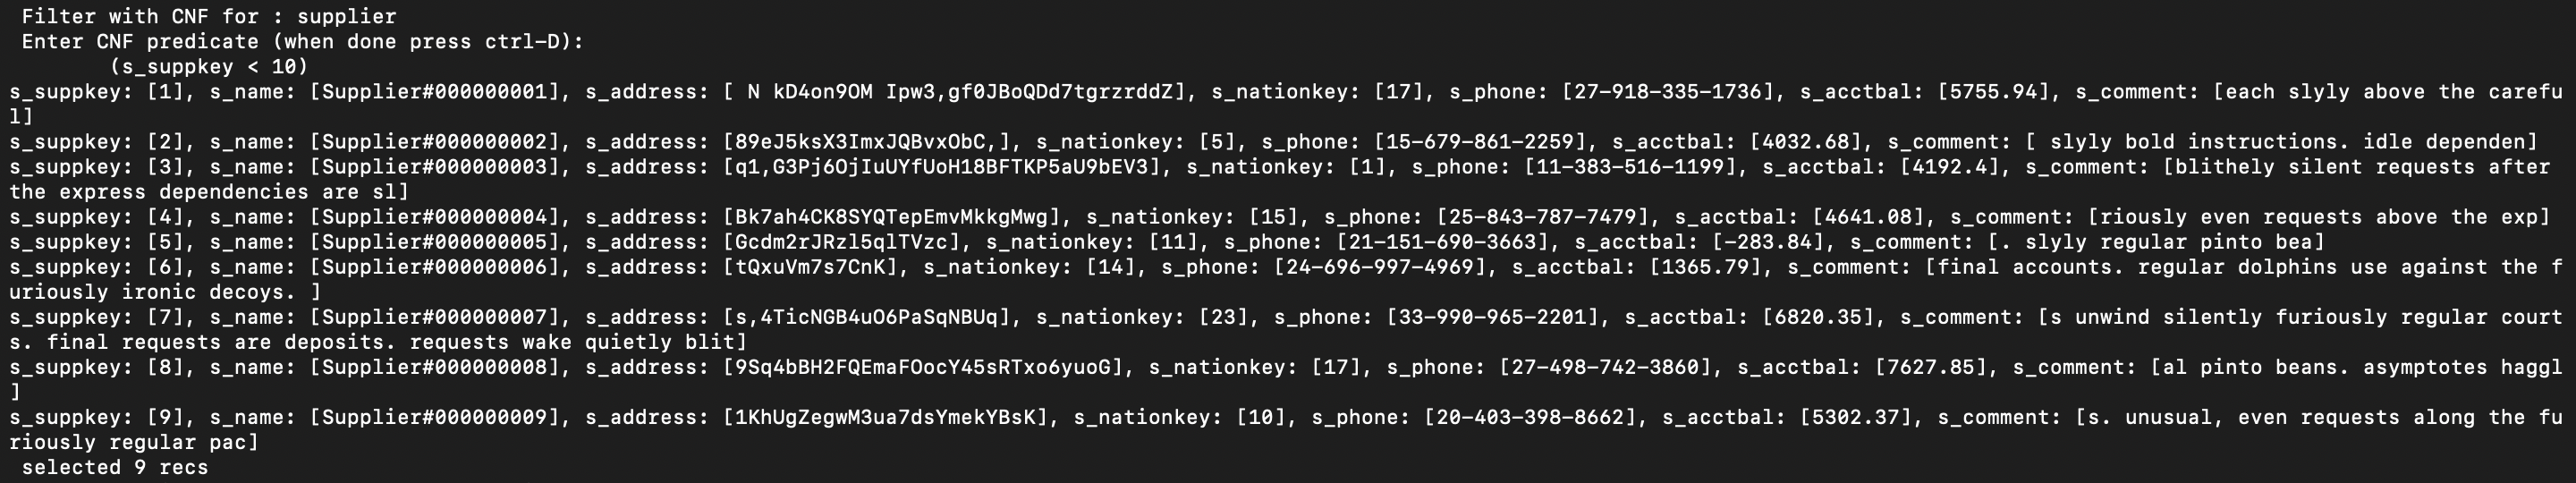 Filter with CNF for : supplier
Enter CNF predicate (when done press ctrl-D):
(s_suppkey < 10)
s_suppkey: [1], s_name: [Supplier#000000001], s_address: [ N kD4on9OM Ipw3,gf0JBoQDd7tgrzrddZ], s_nationkey: [17], s_phone: [27-918-335-1736], s_acctbal: [5755.94], s_comment: [each slyly above the carefu
l]
s_suppkey: [2], s_name: [Supplier#000000002], s_address: [89eJ5ksX3ImxJQBvxObC,], s_nationkey: [5], s_phone: [15-679-861-2259], s_acctbal: [4032.68], s_comment: [ slyly bold instructions. idle dependen]
s_suppkey: [3], s_name: [Supplier#000000003], s_address: [q1,G3Pj6OjIuUYfUoH18BFTKP5aU9bEV3], s_nationkey: [1], s_phone: [11-383-516-1199], s_acctbal: [4192.4], s_comment: [blithely silent requests after
the express dependencies are sl]
s_suppkey: [4], s_name: [Supplier#000000004], s_address: [Bk7ah4CK8SYQTepEmvMkkgMwg], s_nationkey: [15], s_phone: [25-843-787-7479], s_acctbal: [4641.08], s_comment: [riously even requests above the exp]
s_suppkey: [5], s_name: [Supplier#000000005], s_address: [Gcdm2rJRzl5qlTVzc], s_nationkey: [11], s_phone: [21-151-690-3663], s_acctbal: [-283.84], s_comment: [. slyly regular pinto bea]
s_suppkey: [6], s_name: [Supplier#000000006], s_address: [tQxuVm7s7CnK], s_nationkey: [14], s_phone: [24-696-997-4969], s_acctbal: [1365.79], s_comment: [final accounts. regular dolphins use against the f
uriously ironic decoys. ]
s_suppkey: [7], s_name: [Supplier#000000007], s_address: [s,4TicNGB4uO6PaSqNBUq], s_nationkey: [23], s_phone: [33-990-965-2201], s_acctbal: [6820.35], s_comment: [s unwind silently furiously regular court
s. final requests are deposits. requests wake quietly blit]
s_suppkey: [8], s_name: [Supplier#000000008], s_address: [9Sq4bBH2FQEmaFOocY45sRTxo6yuoG], s_nationkey: [17], s_phone: [27-498-742-3860], s_acctbal: [7627.85], s_comment: [al pinto beans. asymptotes haggl
]
s_suppkey: [9], s_name: [Supplier#000000009], s_address: [1KhUgZegwM3ua7dsYmekYBsK], s_nationkey: [10], s_phone: [20-403-398-8662], s_acctbal: [5302.37], s_comment: [s. unusual, even requests along the fu
riously regular pac]
selected 9 recs